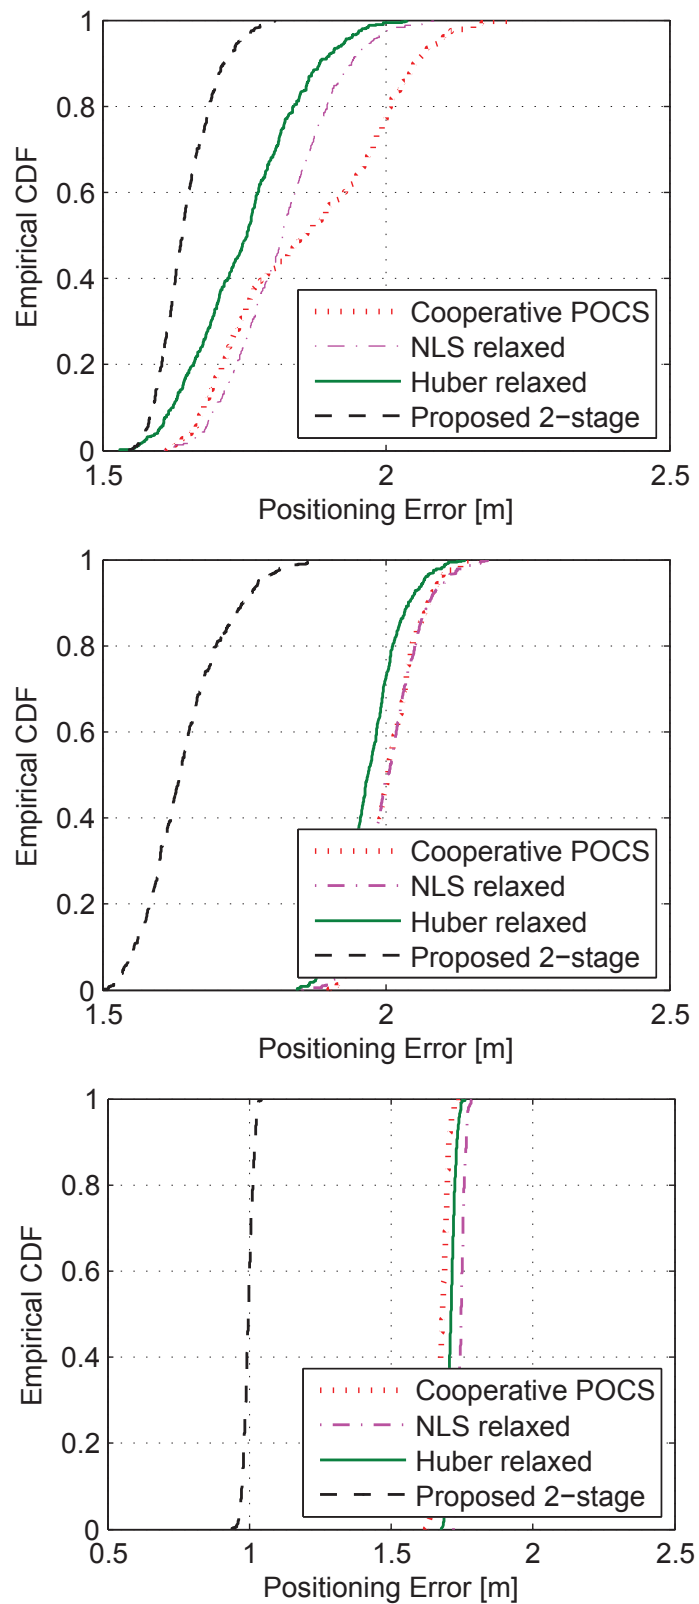 1
0.8
0.6
0.4
0.2
0
Empirical CDF
Cooperative POCS
NLS relaxed
Huber relaxed
Proposed 2−stage
1.5 2 2.5
Positioning Error [m]
1
0.8
0.6
0.4
0.2
0
Empirical CDF
Cooperative POCS
NLS relaxed
Huber relaxed
Proposed 2−stage
1.5 2 2.5
Positioning Error [m]
1
0.8
0.6
0.4
0.2
0
Empirical CDF
Cooperative POCS
NLS relaxed
Huber relaxed
Proposed 2−stage
0.5 1 1.5 2 2.5
Positioning Error [m]